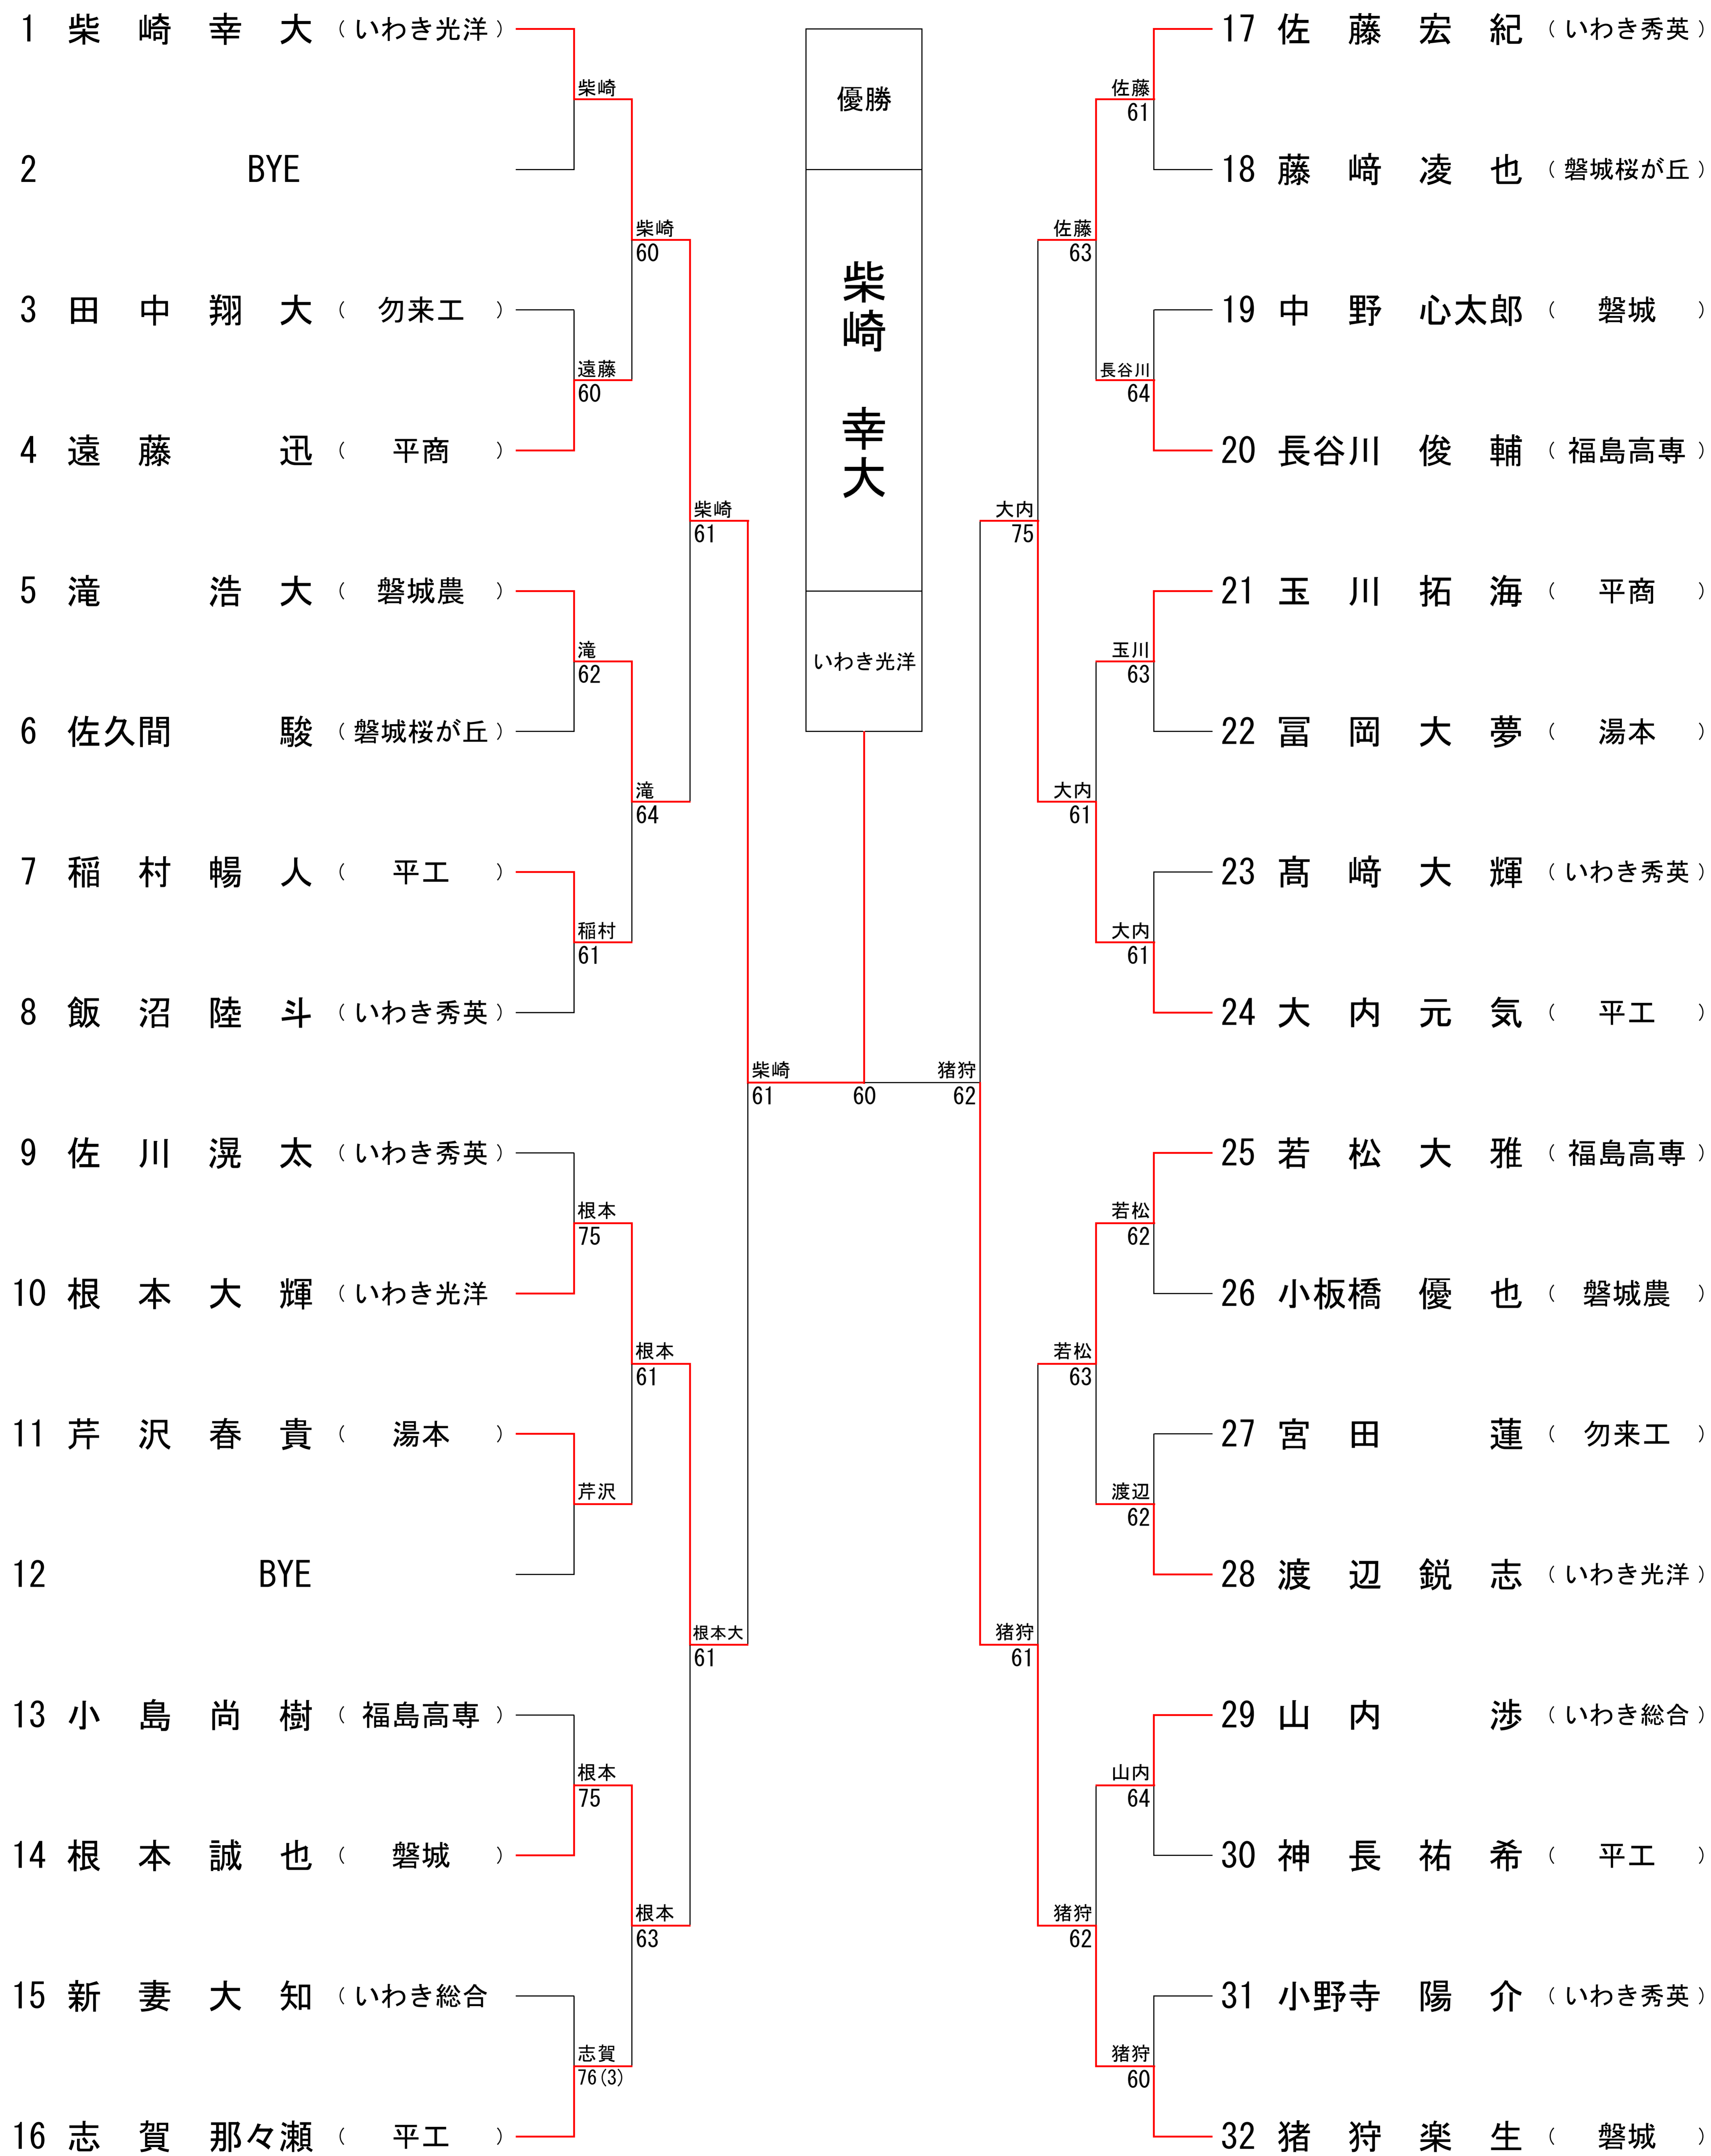 1 柴崎幸大 (いわき光洋)
2 BYE
3 田中翔大 (勿来工)
4 遠藤迅 (平商)
5 滝浩大 (磐城農)
6 佐久間駿 (磐城桜が丘)
7 稲村暢人 (平工)
8 飯沼陸斗 (いわき秀英)
9 佐川滉太 (いわき秀英)
10 根本大輝 (いわき光洋
11 芹沢春貴 (湯本)
12 BYE
13 小島尚樹 (福島高専)
14 根本誠也 (磐城)
15 新妻大知 (いわき総合
16 志賀那々瀬 (平工)
柴崎
遠藤
60
滝
62
稲村
61
根本
75
芹沢
根本
75
志賀
76(3)
柴崎
60
滝
64
根本
61
根本
63
柴崎
61
根本大
61
柴崎
61
優勝
柴崎 幸大
いわき光洋
60
猪狩
62
大内
75
猪狩
61
佐藤
63
大内
61
若松
63
猪狩
62
佐藤
61
長谷川
64
玉川
63
大内
61
若松
62
渡辺
62
山内
64
猪狩
60
17 佐藤宏紀 (いわき秀英)
18 藤﨑凌也 (磐城桜が丘)
19 中野心太郎 (磐城)
20 長谷川俊輔 (福島高専)
21 玉川拓海 (平商)
22 冨岡大夢 (湯本)
23 髙﨑大輝 (いわき秀英)
24 大内元気 (平工)
25 若松大雅 (福島高専)
26 小板橋優也 (磐城農)
27 宮田蓮 (勿来工)
28 渡辺鋭志 (いわき光洋)
29 山内渉 (いわき総合)
30 神長祐希 (平工)
31 小野寺陽介 (いわき秀英)
32 猪狩楽生 (磐城)